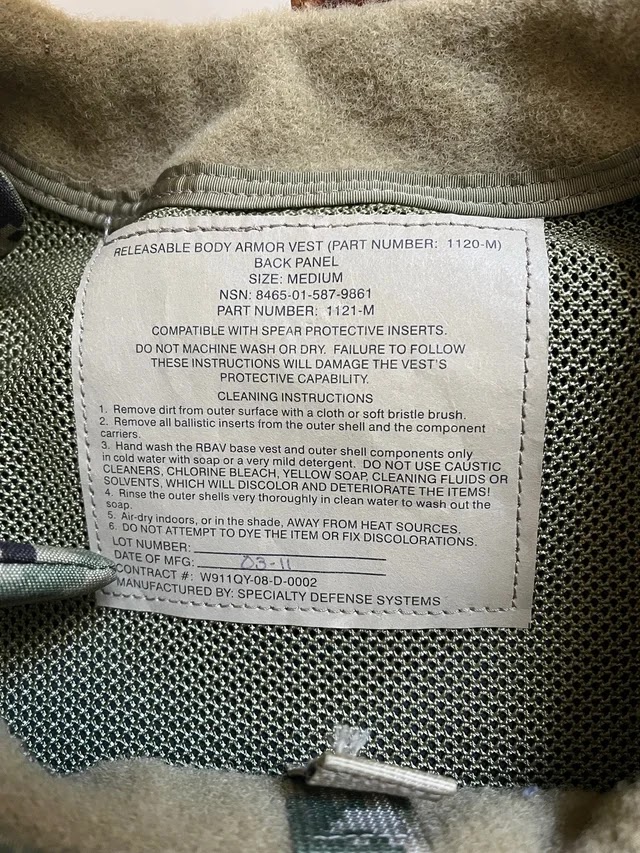 RELEASABLE BODY ARMOR VEST (PART NUMBER: 1120-M)
BACK PANEL
SIZE: MEDIUM
NSN: 8465-01-587-9861
PART NUMBER: 1121-M
COMPATIBLE WITH SPEAR PROTECTIVE INSERTS.
DO NOT MACHINE WASH OR DRY. FAILURE TO FOLLOW
THESE INSTRUCTIONS WILL DAMAGE THE VEST'S
PROTECTIVE CAPABILITY.
CLEANING INSTRUCTIONS
1. Remove dirt from outer surface with a cloth or soft bristle brush.
2. Remove all ballistic inserts from the outer shell and the component
carriers.
3. Hand wash the RBAV base vest and outer shell components only
in cold water with soap or a very mild detergent. DO NOT USE CAUSTIC
CLEANERS, CHLORINE BLEACH, YELLOW SOAP, CLEANING FLUIDS OR
SOLVENTS, WHICH WILL DISCOLOR AND DETERIORATE THE ITEMS!
4. Rinse the outer shells very thoroughly in clean water to wash out the
soap.
5. Air-dry indoors, or in the shade, AWAY FROM HEAT SOURCES.
6. DO NOT ATTEMPT TO DYE THE ITEM OR FIX DISCOLORATIONS.
LOT NUMBER:
DATE OF MFG: 03-11
CONTRACT #: W911QY-08-D-0002
MANUFACTURED BY: SPECIALTY DEFENSE SYSTEMS